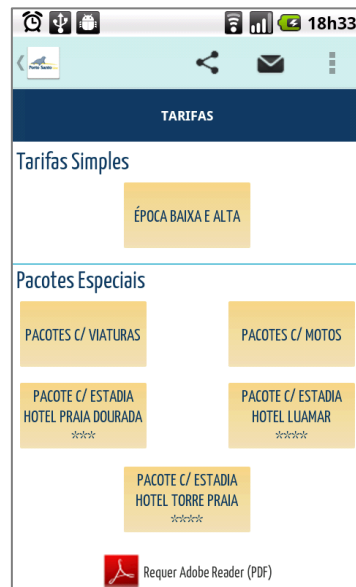 18h33
Porto Santo
TARIFAS
Tarifas Simples
ÉPOCA BAIXA E ALTA
Pacotes Especiais
PACOTES C/ VIATURAS
PACOTES C/ MOTOS
PACOTE C/ ESTADIA
HOTEL PRAIA DOURADA
***
PACOTE C/ ESTADIA
HOTEL LUAMAR
****
PACOTE C/ ESTADIA
HOTEL TORRE PRAIA
****
Requer Adobe Reader (PDF)